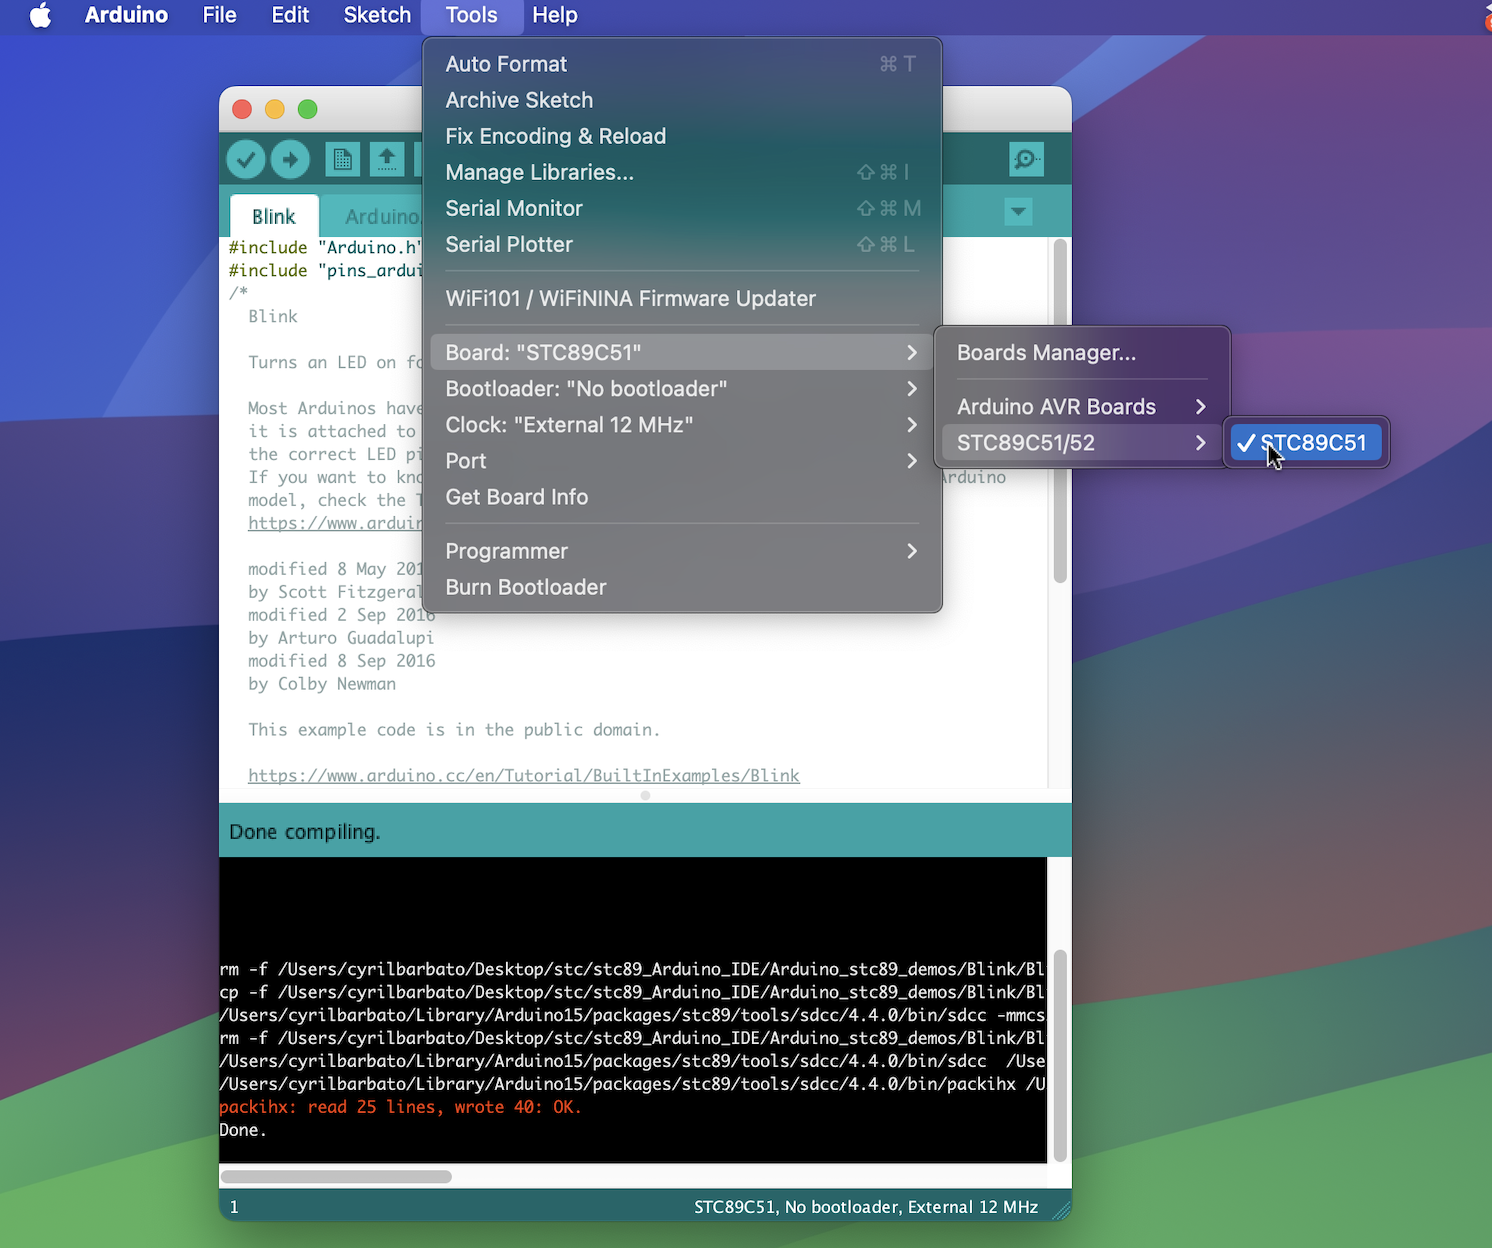 Arduino File Edit Sketch Tools Help
Auto Format ⌘ T
Archive Sketch
Fix Encoding & Reload
Manage Libraries... ⇧ ⌘ I
Serial Monitor ⇧ ⌘ M
Serial Plotter ⇧ ⌘ L
WiFi101 / WiFiNINA Firmware Updater
Board: "STC89C51"
Bootloader: "No bootloader"
Clock: "External 12 MHz"
Port
Get Board Info
Programmer
Burn Bootloader
Boards Manager...
Arduino AVR Boards
STC89C51/52
✓ STC89C51
Blink Arduino
#include "Arduino.h"
#include "pins_ardui
/*
Blink
Turns an LED on fo
Most Arduinos have
it is attached to
the correct LED pi
If you want to kno Arduino
model, check the T
https://www.arduin
modified 8 May 201
by Scott Fitzgeral
modified 2 Sep 2016
by Arturo Guadalupi
modified 8 Sep 2016
by Colby Newman
This example code is in the public domain.
https://www.arduino.cc/en/Tutorial/BuiltInExamples/Blink
Done compiling.
rm -f /Users/cyrilbarbato/Desktop/stc/stc89_Arduino_IDE/Arduino_stc89_demos/Blink/Bl
cp -f /Users/cyrilbarbato/Desktop/stc/stc89_Arduino_IDE/Arduino_stc89_demos/Blink/Bl
/Users/cyrilbarbato/Library/Arduino15/packages/stc89/tools/sdcc/4.4.0/bin/sdcc -mmcs
rm -f /Users/cyrilbarbato/Desktop/stc/stc89_Arduino_IDE/Arduino_stc89_demos/Blink/Bl
/Users/cyrilbarbato/Library/Arduino15/packages/stc89/tools/sdcc/4.4.0/bin/sdcc /Use
/Users/cyrilbarbato/Library/Arduino15/packages/stc89/tools/sdcc/4.4.0/bin/packihx /U
packihx: read 25 lines, wrote 40: OK.
Done.
1 STC89C51, No bootloader, External 12 MHz